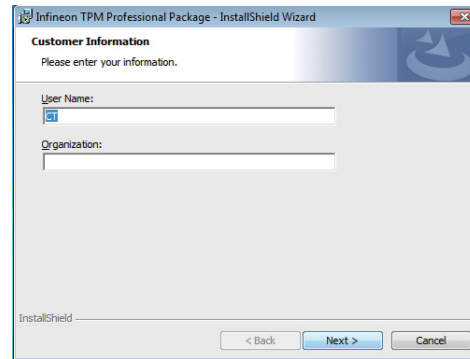 Infineon TPM Professional Package - InstallShield Wizard
Customer Information
Please enter your information.
User Name:
CT
Organization:
InstallShield
< Back Next > Cancel